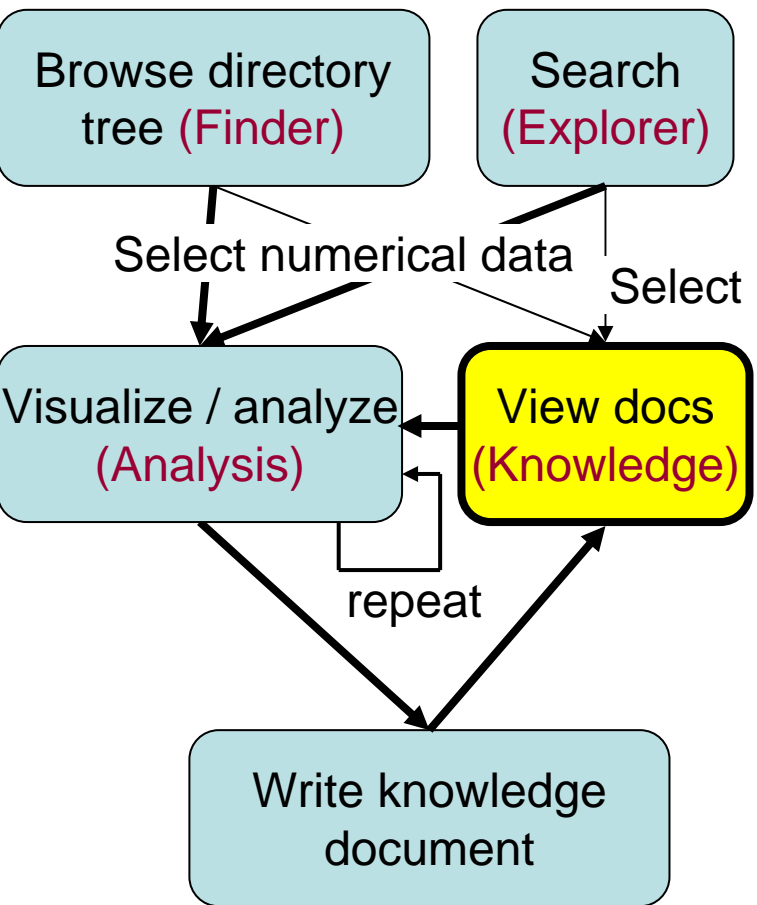 Browse directory
tree (Finder)
Search
(Explorer)
Select numerical data
Select
Visualize / analyze
(Analysis)
View docs
(Knowledge)
repeat
Write knowledge
document